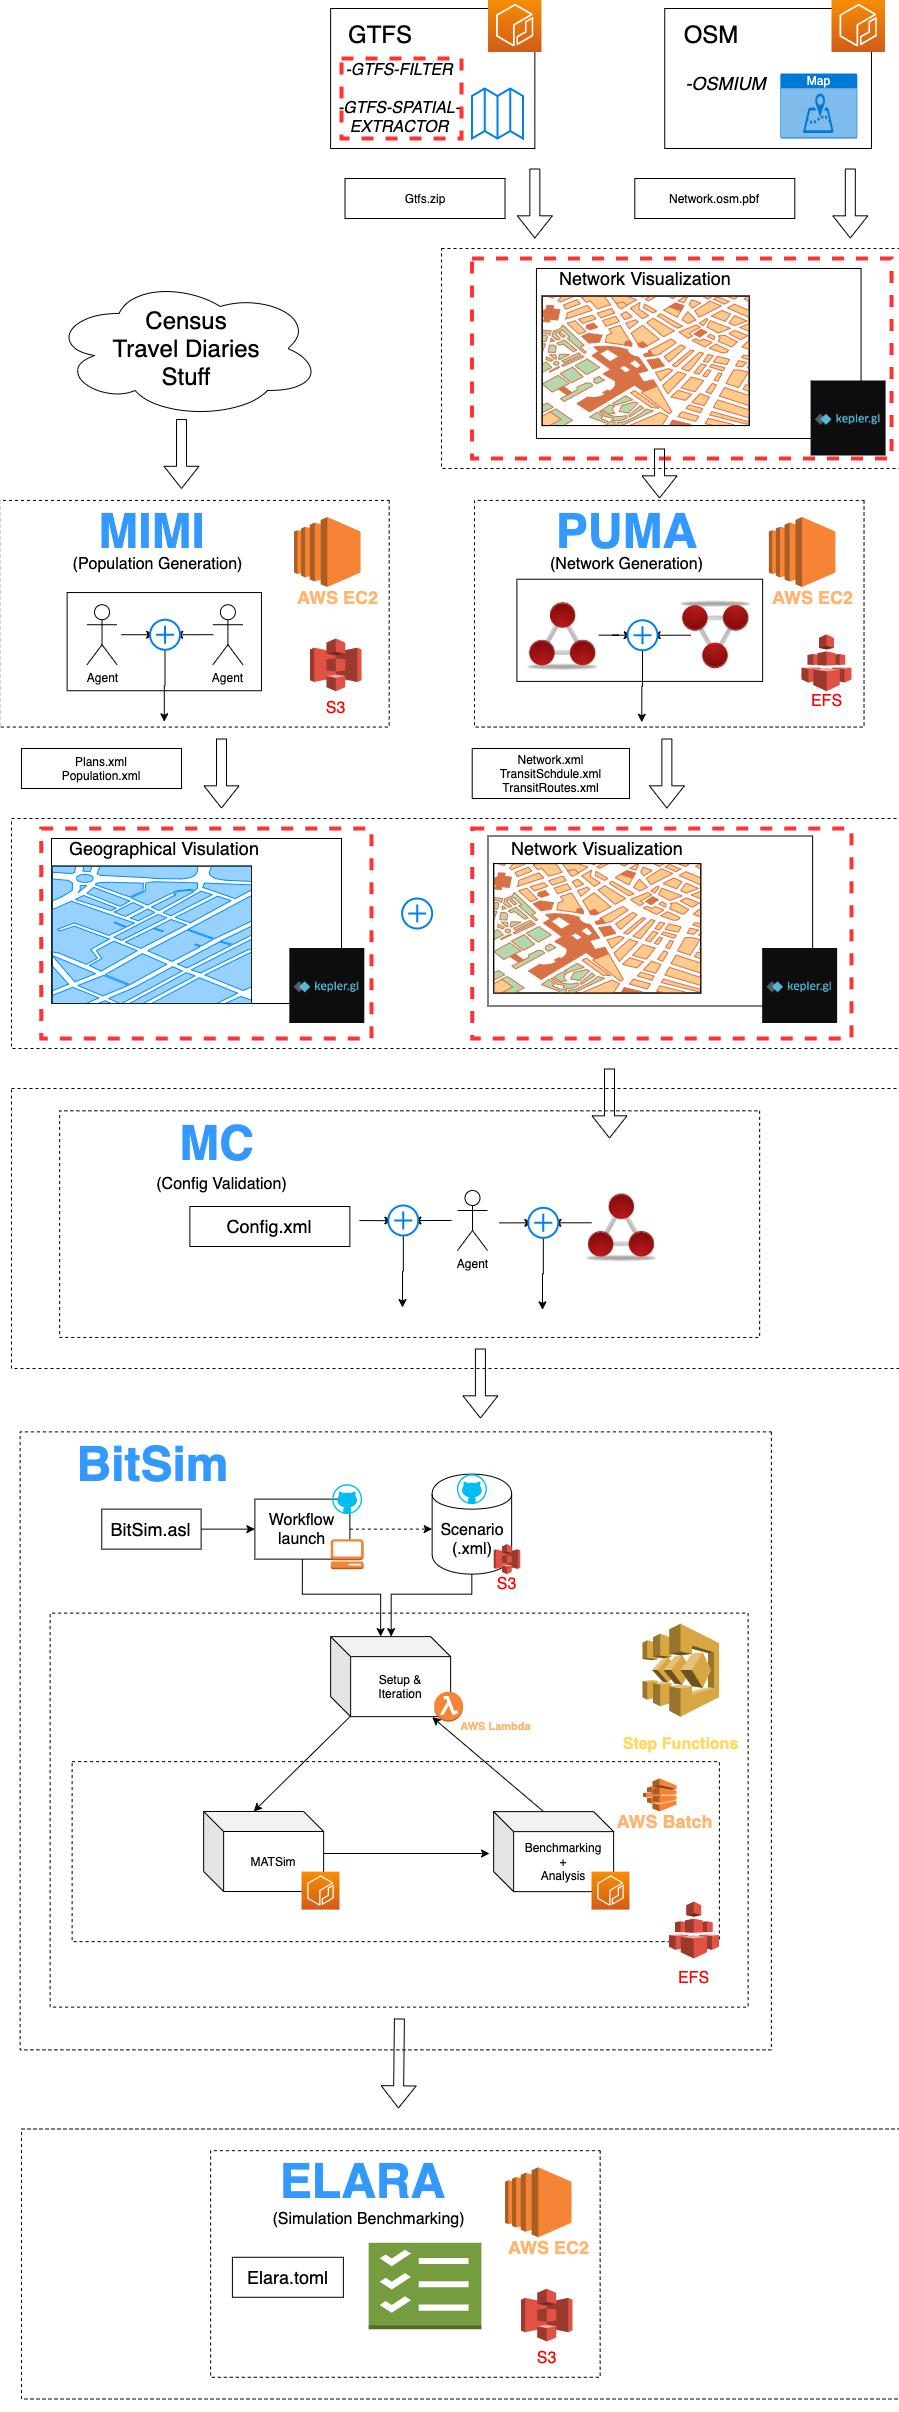 GTFS
-GTFS-FILTER
-GTFS-SPATIAL-
EXTRACTOR
OSM
-OSMIUM
Map
Gtfs.zip
Network.osm.pbf
Network Visualization
kepler.gl
Census
Travel Diaries
Stuff
MIMI
(Population Generation)
AWS EC2
Agent
Agent
S3
PUMA
(Network Generation)
AWS EC2
EFS
Plans.xml
Population.xml
Network.xml
TransitSchdule.xml
TransitRoutes.xml
Geographical Visulation
kepler.gl
Network Visualization
kepler.gl
MC
(Config Validation)
Config.xml
Agent
BitSim
BitSim.asl
Workflow
launch
Scenario
(.xml)
S3
Setup &
Iteration
AWS Lambda
Step Functions
AWS Batch
MATSim
Benchmarking
+
Analysis
EFS
ELARA
(Simulation Benchmarking)
AWS EC2
Elara.toml
S3